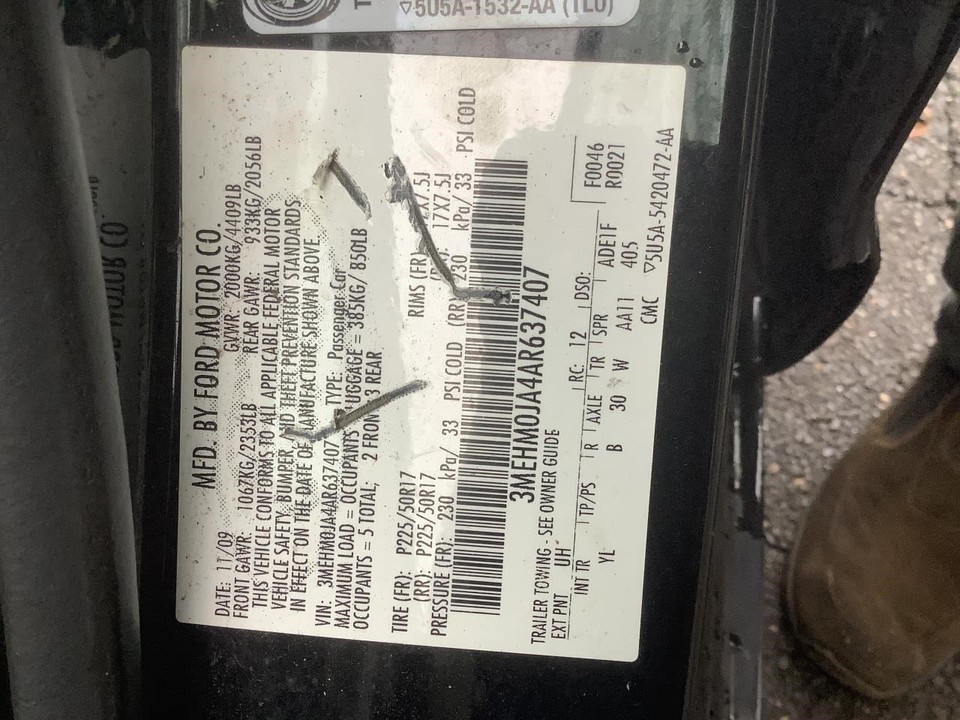 ▽5U5A-1532-AA (TL0)
MFD. BY FORD MOTOR CO.
DATE: 11/09 GVWR: 2000KG/4409LB
FRONT GAWR: 1067KG/2353LB REAR GAWR: 933KG/2056LB
THIS VEHICLE CONFORMS TO ALL APPLICABLE FEDERAL MOTOR
VEHICLE SAFETY, BUMPER, AND THEFT PREVENTION STANDARDS
IN EFFECT ON THE DATE OF MANUFACTURE SHOWN ABOVE.
VIN: 3MEHM0JA4AR637407 TYPE: Passenger Car
MAXIMUM LOAD = OCCUPANTS LUGGAGE = 385KG/ 850LB
OCCUPANTS = 5 TOTAL; 2 FRONT 3 REAR
TIRE (FR): P225/50R17 RIMS (FR) 17X7.5J
(RR): P225/50R17 17X7.5J
PRESSURE (FR): 230 kPa/ 33 PSI COLD (RR) 230 kPa/ 33 PSI COLD
3MEHM0JA4AR637407
TRAILER TOWING - SEE OWNER GUIDE
EXT PNT UH RC: 12 DSO: F0046
INT TR TP/PS R AXLE TR SPR ADE1F R0021
YL B 30 W AA11 405
CMC ▽5U5A-5420472-AA